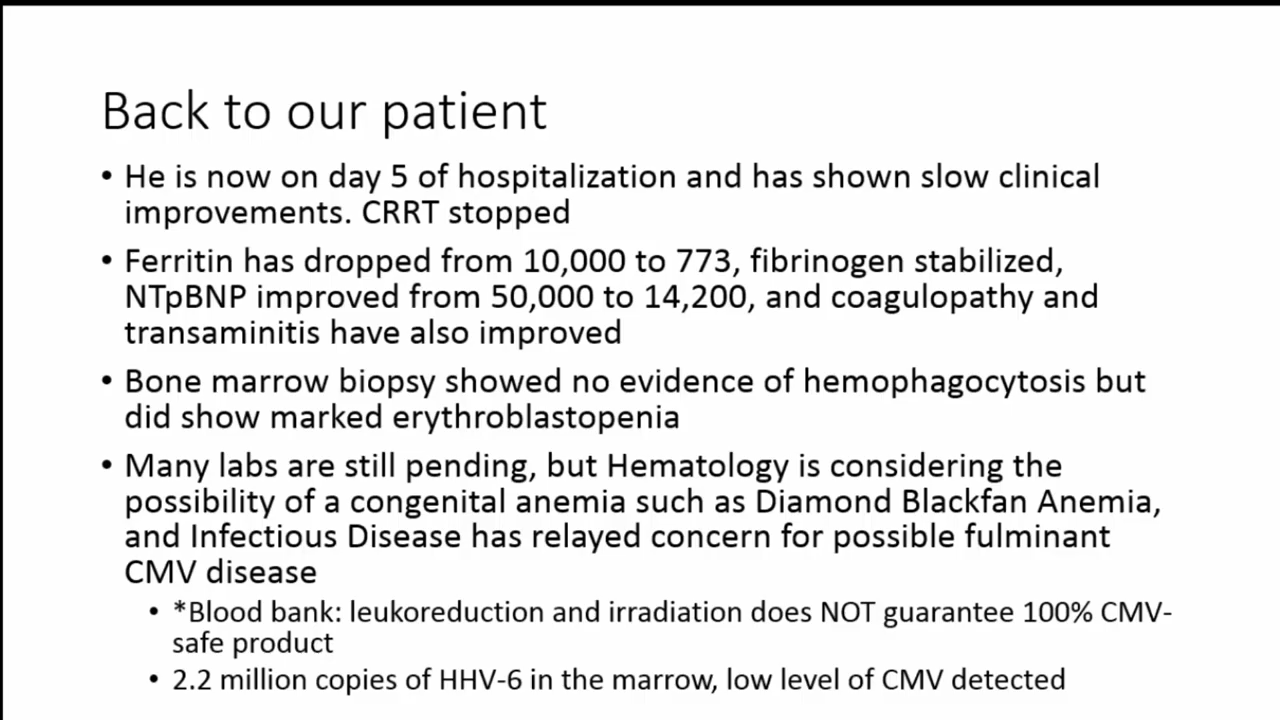 Back to our patient
• He is now on day 5 of hospitalization and has shown slow clinical
improvements. CRRT stopped
• Ferritin has dropped from 10,000 to 773, fibrinogen stabilized,
NTpBNP improved from 50,000 to 14,200, and coagulopathy and
transaminitis have also improved
• Bone marrow biopsy showed no evidence of hemophagocytosis but
did show marked erythroblastopenia
• Many labs are still pending, but Hematology is considering the
possibility of a congenital anemia such as Diamond Blackfan Anemia,
and Infectious Disease has relayed concern for possible fulminant
CMV disease
• *Blood bank: leukoreduction and irradiation does NOT guarantee 100% CMV-
safe product
• 2.2 million copies of HHV-6 in the marrow, low level of CMV detected